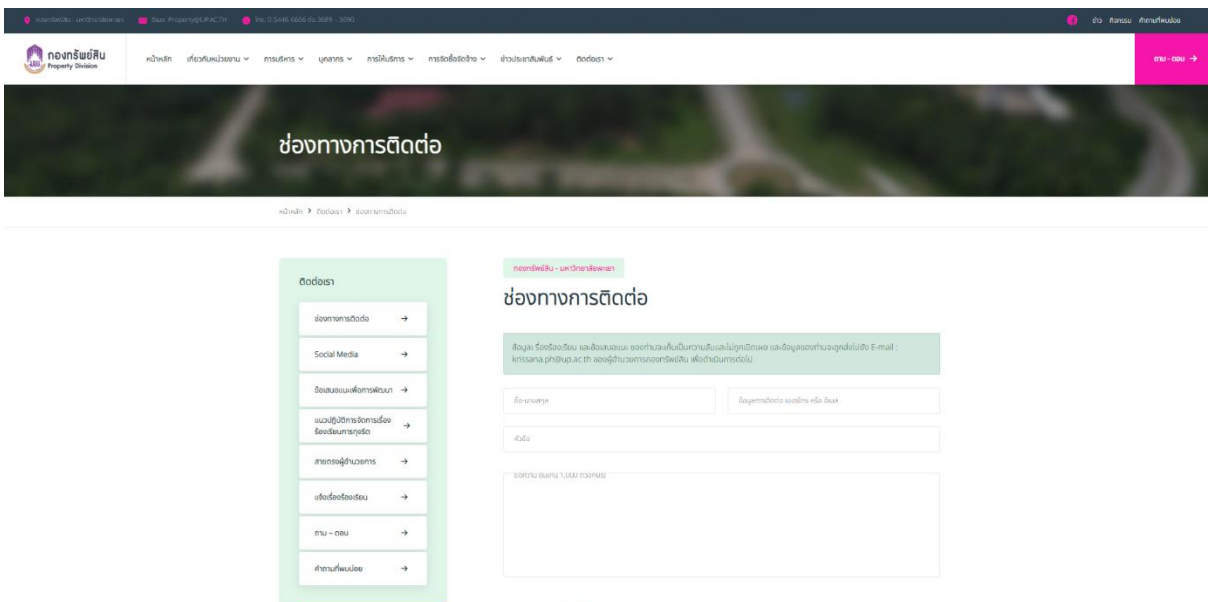 กองทรัพย์สิน - มหาวิทยาลัยพะเยา
อีเมล. Property@UP.AC.TH
โทร. 0 5446 6666 ต่อ 3689 - 3690
ข่าว กิจกรรม คำถามที่พบบ่อย
กองทรัพย์สิน
Property Division
หน้าหลัก เกี่ยวกับหน่วยงาน การบริหาร บุคลากร การให้บริการ การจัดซื้อจัดจ้าง ข่าวประชาสัมพันธ์ ติดต่อเรา
ถาม - ตอบ →
ช่องทางการติดต่อ
หน้าหลัก > ติดต่อเรา > ช่องทางการติดต่อ
ติดต่อเรา
ช่องทางการติดต่อ →
Social Media →
ข้อเสนอแนะเพื่อการพัฒนา →
แนวปฏิบัติการจัดการเรื่อง
ร้องเรียนการทุจริต →
สายตรงผู้อำนวยการ →
แจ้งเรื่องร้องเรียน →
ถาม – ตอบ →
คำถามที่พบบ่อย →
กองทรัพย์สิน - มหาวิทยาลัยพะเยา
ช่องทางการติดต่อ
ข้อมูลเรื่องร้องเรียน และข้อเสนอแนะ ของท่านจะเก็บเป็นความลับและไม่ถูกเปิดเผย และข้อมูลของท่านจะถูกส่งไปยัง E-mail :
krissana.ph@up.ac.th ของผู้อำนวยการกองทรัพย์สิน เพื่อดำเนินการต่อไป
ชื่อ-นามสกุล
ข้อมูลการติดต่อ เบอร์โทร หรือ อีเมล์
หัวข้อ
ข้อความ (ไม่เกิน 1,000 ตัวอักษร)